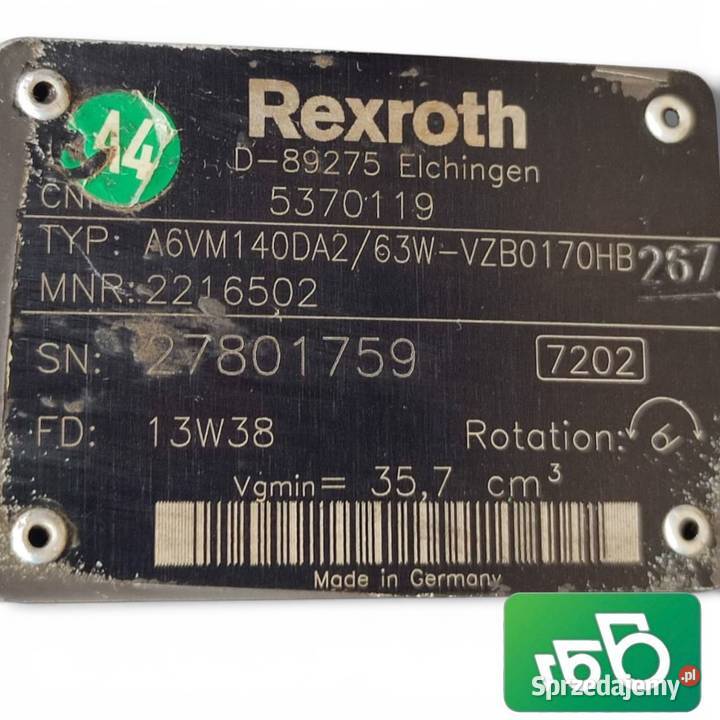 44
Rexroth
D-89275 Elchingen
CN: 5370119
TYP: A6VM140DA2/63W-VZB0170HB 267
MNR: 2216502
SN: 27801759 7202
FD: 13W38 Rotation:
Vgmin= 35,7 cm³
Made in Germany
Sprzedajemy.pl